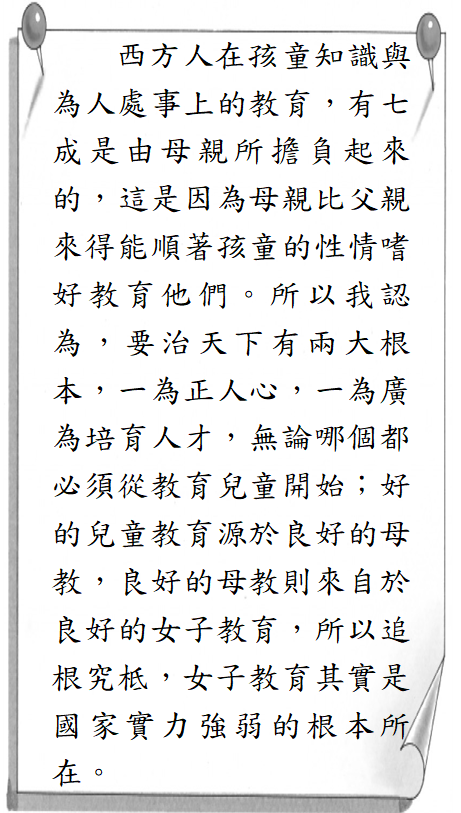 西方人在孩童知識與
為人處事上的教育，有七
成是由母親所擔負起來
的，這是因為母親比父親
來得能順著孩童的性情嗜
好教育他們。所以我認
為，要治天下有兩大根
本，一為正人心，一為廣
為培育人才，無論哪個都
必須從教育兒童開始；好
的兒童教育源於良好的母
教，良好的母教則來自於
良好的女子教育，所以追
根究柢，女子教育其實是
國家實力強弱的根本所
在。